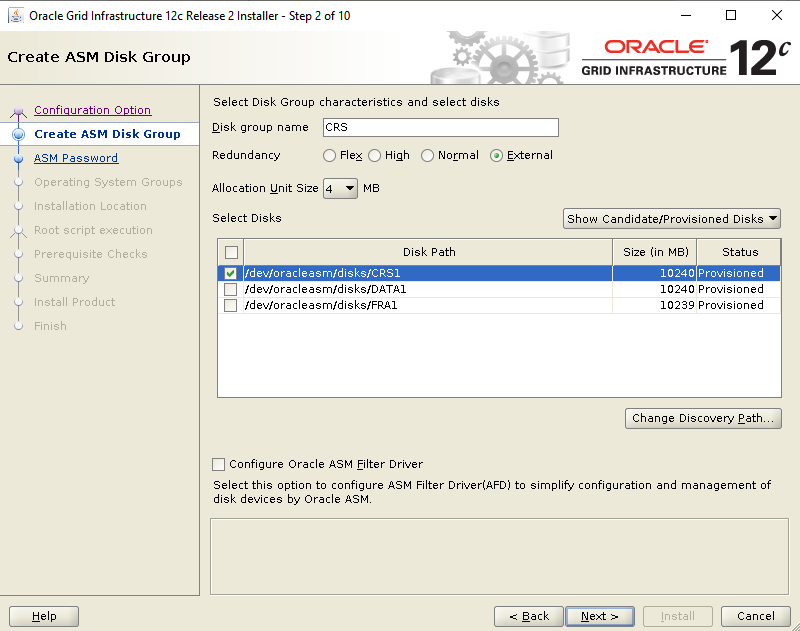 Oracle Grid Infrastructure 12c Release 2 Installer - Step 2 of 10
Create ASM Disk Group
ORACLE
GRID INFRASTRUCTURE
12c
Configuration Option
Create ASM Disk Group
ASM Password
Operating System Groups
Installation Location
Root script execution
Prerequisite Checks
Summary
Install Product
Finish
Select Disk Group characteristics and select disks
Disk group name CRS
Redundancy Flex High Normal External
Allocation Unit Size 4 MB
Select Disks Show Candidate/Provisioned Disks
Disk Path Size (in MB) Status
/dev/oracleasm/disks/CRS1 10240 Provisioned
/dev/oracleasm/disks/DATA1 10240 Provisioned
/dev/oracleasm/disks/FRA1 10239 Provisioned
Change Discovery Path...
Configure Oracle ASM Filter Driver
Select this option to configure ASM Filter Driver(AFD) to simplify configuration and management of
disk devices by Oracle ASM.
Help < Back Next > Install Cancel